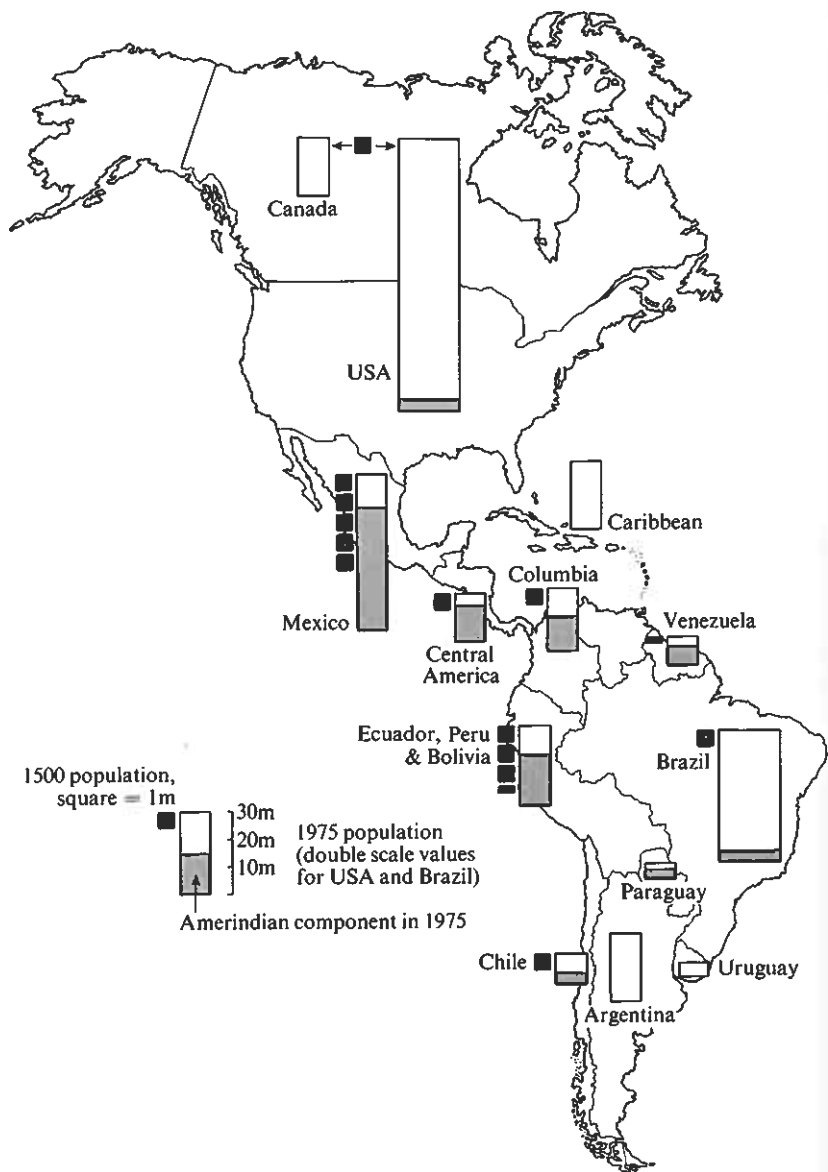 Canada
USA
Caribbean
Mexico
Columbia
Venezuela
Central
America
Ecuador, Peru
& Bolivia
Brazil
1500 population,
square = 1m
30m
20m
10m
1975 population
(double scale values
for USA and Brazil)
Amerindian component in 1975
Paraguay
Chile
Uruguay
Argentina